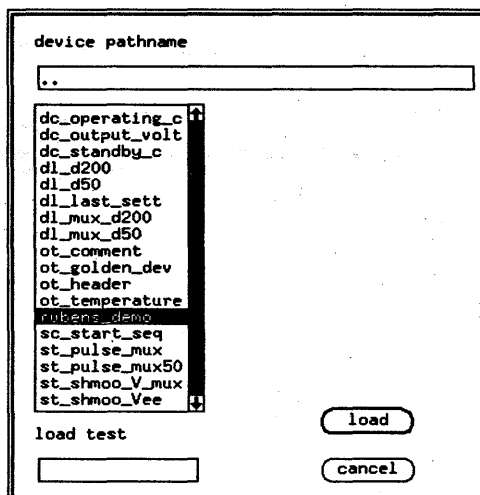 device pathname
..
dc_operating_c
dc_output_volt
dc_standby_c
dl_d200
dl_d50
dl_last_sett
dl_mux_d200
dl_mux_d50
ot_comment
ot_golden_dev
ot_header
ot_temperature
rubens_demo
sc_start_seq
st_pulse_mux
st_pulse_mux50
st_shmoo_V_mux
st_shmoo_Vee
load
load test
cancel